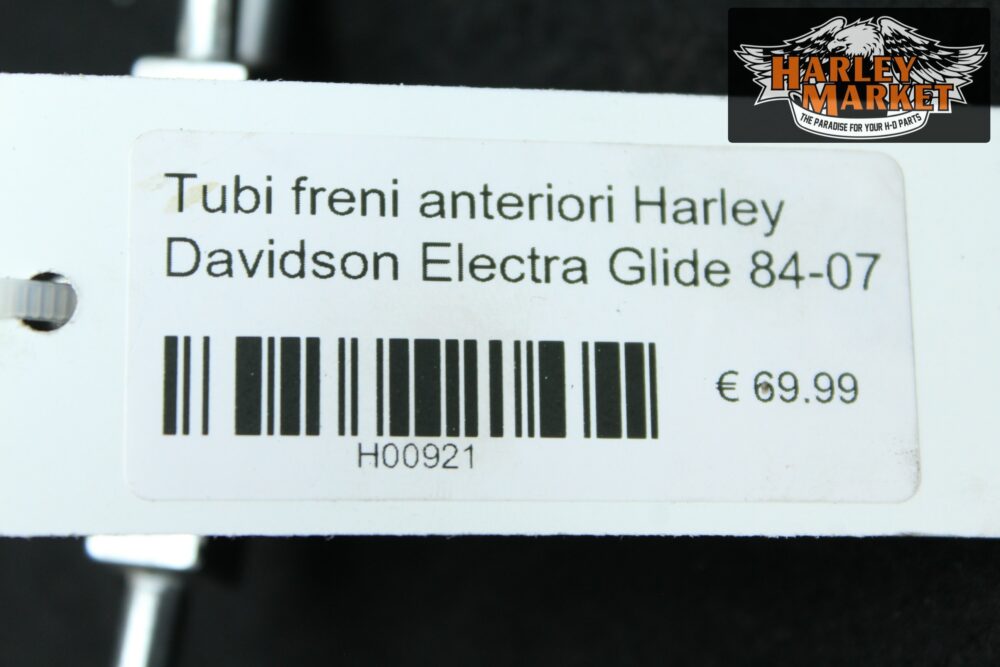 HARLEY
MARKET
THE PARADISE FOR YOUR H-D PARTS
Tubi freni anteriori Harley
Davidson Electra Glide 84-07
€ 69.99
H00921